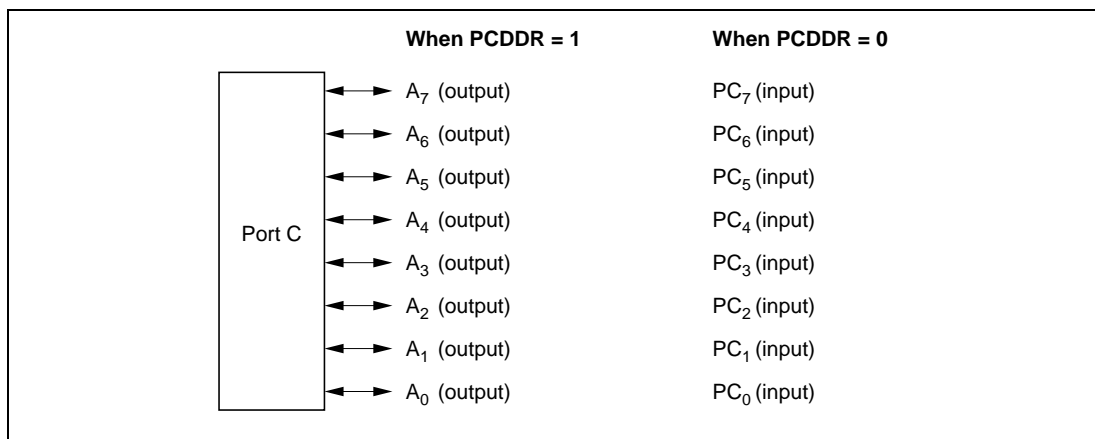 When PCDDR = 1 When PCDDR = 0
A7 (output) PC7 (input)
A6 (output) PC6 (input)
A5 (output) PC5 (input)
A4 (output) PC4 (input)
Port C
A3 (output) PC3 (input)
A2 (output) PC2 (input)
A1 (output) PC1 (input)
A0 (output) PC0 (input)